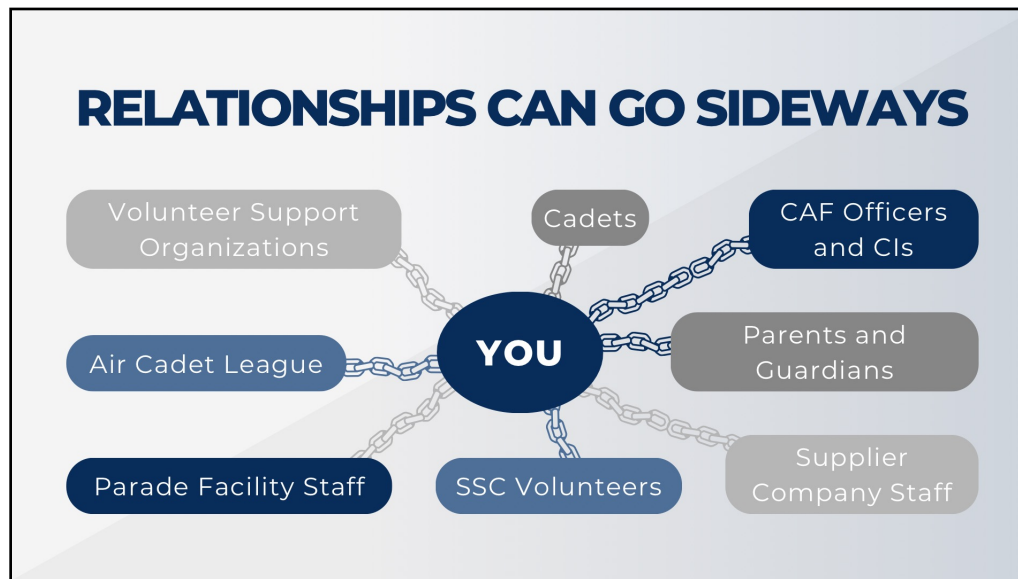 RELATIONSHIPS CAN GO SIDEWAYS
Volunteer Support
Organizations
Cadets
CAF Officers
and CIs
Air Cadet League
YOU
Parents and
Guardians
Parade Facility Staff
SSC Volunteers
Supplier
Company Staff